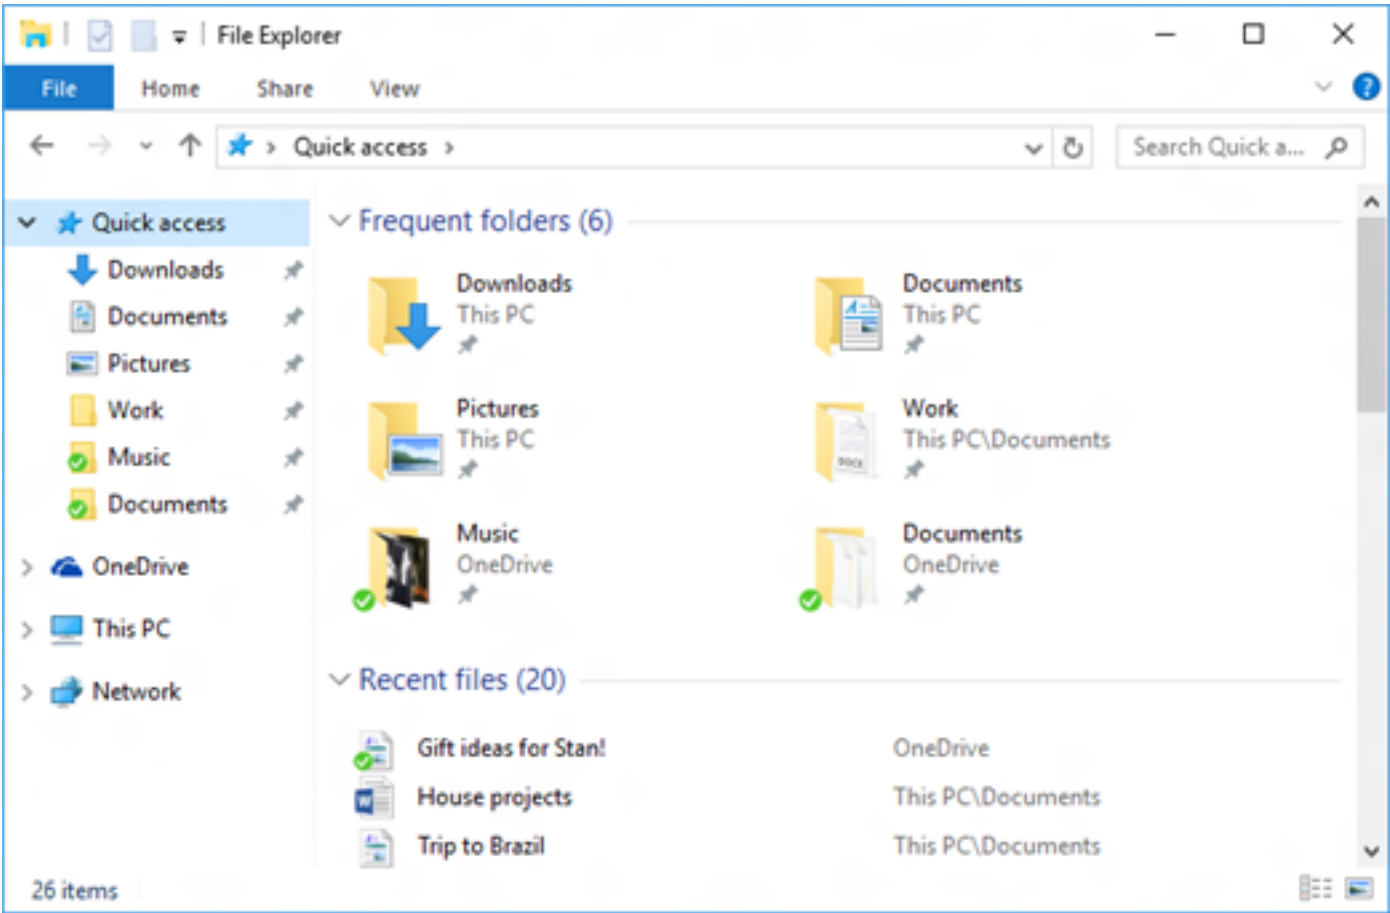 File Explorer
File Home Share View
Quick access
Search Quick a...
Quick access
Downloads
Documents
Pictures
Work
Music
Documents
OneDrive
This PC
Network
Frequent folders (6)
Downloads
This PC
Documents
This PC
Pictures
This PC
Work
This PC\Documents
DOCX
Music
OneDrive
Documents
OneDrive
Recent files (20)
Gift ideas for Stan! OneDrive
House projects This PC\Documents
Trip to Brazil This PC\Documents
26 items